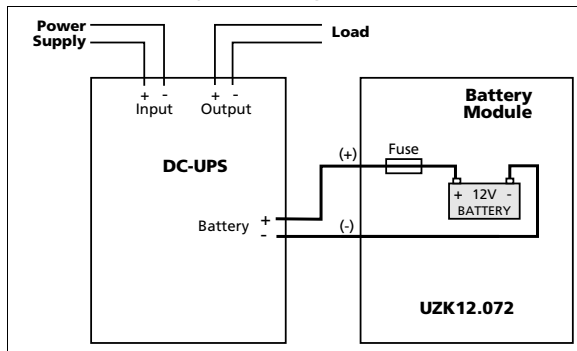 Power
Supply
Load
+ -
Input
+ -
Output
Battery
Module
DC-UPS
(+)
Fuse
+ 12V -
BATTERY
Battery
+
-
(-)
UZK12.072